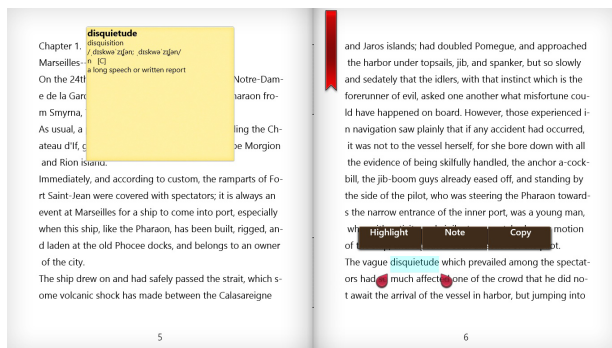 disquietude
disquisition
/ˌdɪskwəˈzɪʃən; ˌdɪskwəˈzɪʃən/
n [C]
a long speech or written report
Chapter 1.
Marseilles--
On the 24th Notre-Dam-
e de la Gar haraon fro-
m Smyrna,
As usual, a ling the Ch-
ateau d'If, g Morgion
and Rion island.
Immediately, and according to custom, the ramparts of Fo-
rt Saint-Jean were covered with spectators; it is always an
event at Marseilles for a ship to come into port, especially
when this ship, like the Pharaon, has been built, rigged, an-
d laden at the old Phocee docks, and belongs to an owner
of the city.
The ship drew on and had safely passed the strait, which s-
ome volcanic shock has made between the Calasareigne
5
and Jaros islands; had doubled Pomegue, and approached
the harbor under topsails, jib, and spanker, but so slowly
and sedately that the idlers, with that instinct which is the
forerunner of evil, asked one another what misfortune cou-
ld have happened on board. However, those experienced i-
n navigation saw plainly that if any accident had occurred,
it was not to the vessel herself, for she bore down with all
the evidence of being skilfully handled, the anchor a-cock-
bill, the jib-boom guys already eased off, and standing by
the side of the pilot, who was steering the Pharaon toward-
s the narrow entrance of the inner port, was a young man,
motion
of
Highlight Note Copy
The vague disquietude which prevailed among the spectat-
ors had much affected one of the crowd that he did no-
t await the arrival of the vessel in harbor, but jumping into
6